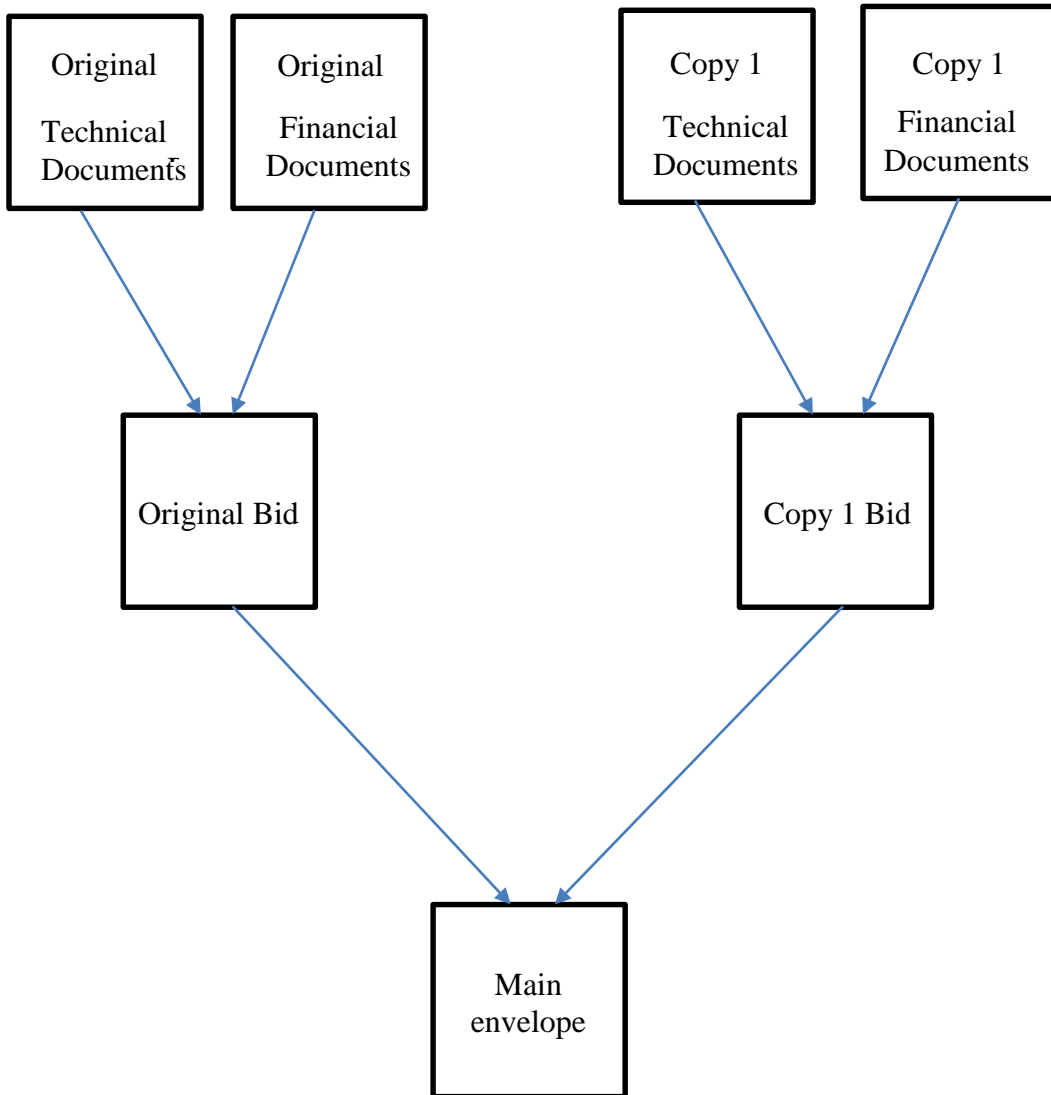 Original
Technical
Documents
Original
Financial
Documents
Copy 1
Technical
Documents
Copy 1
Financial
Documents
Original Bid
Copy 1 Bid
Main
envelope